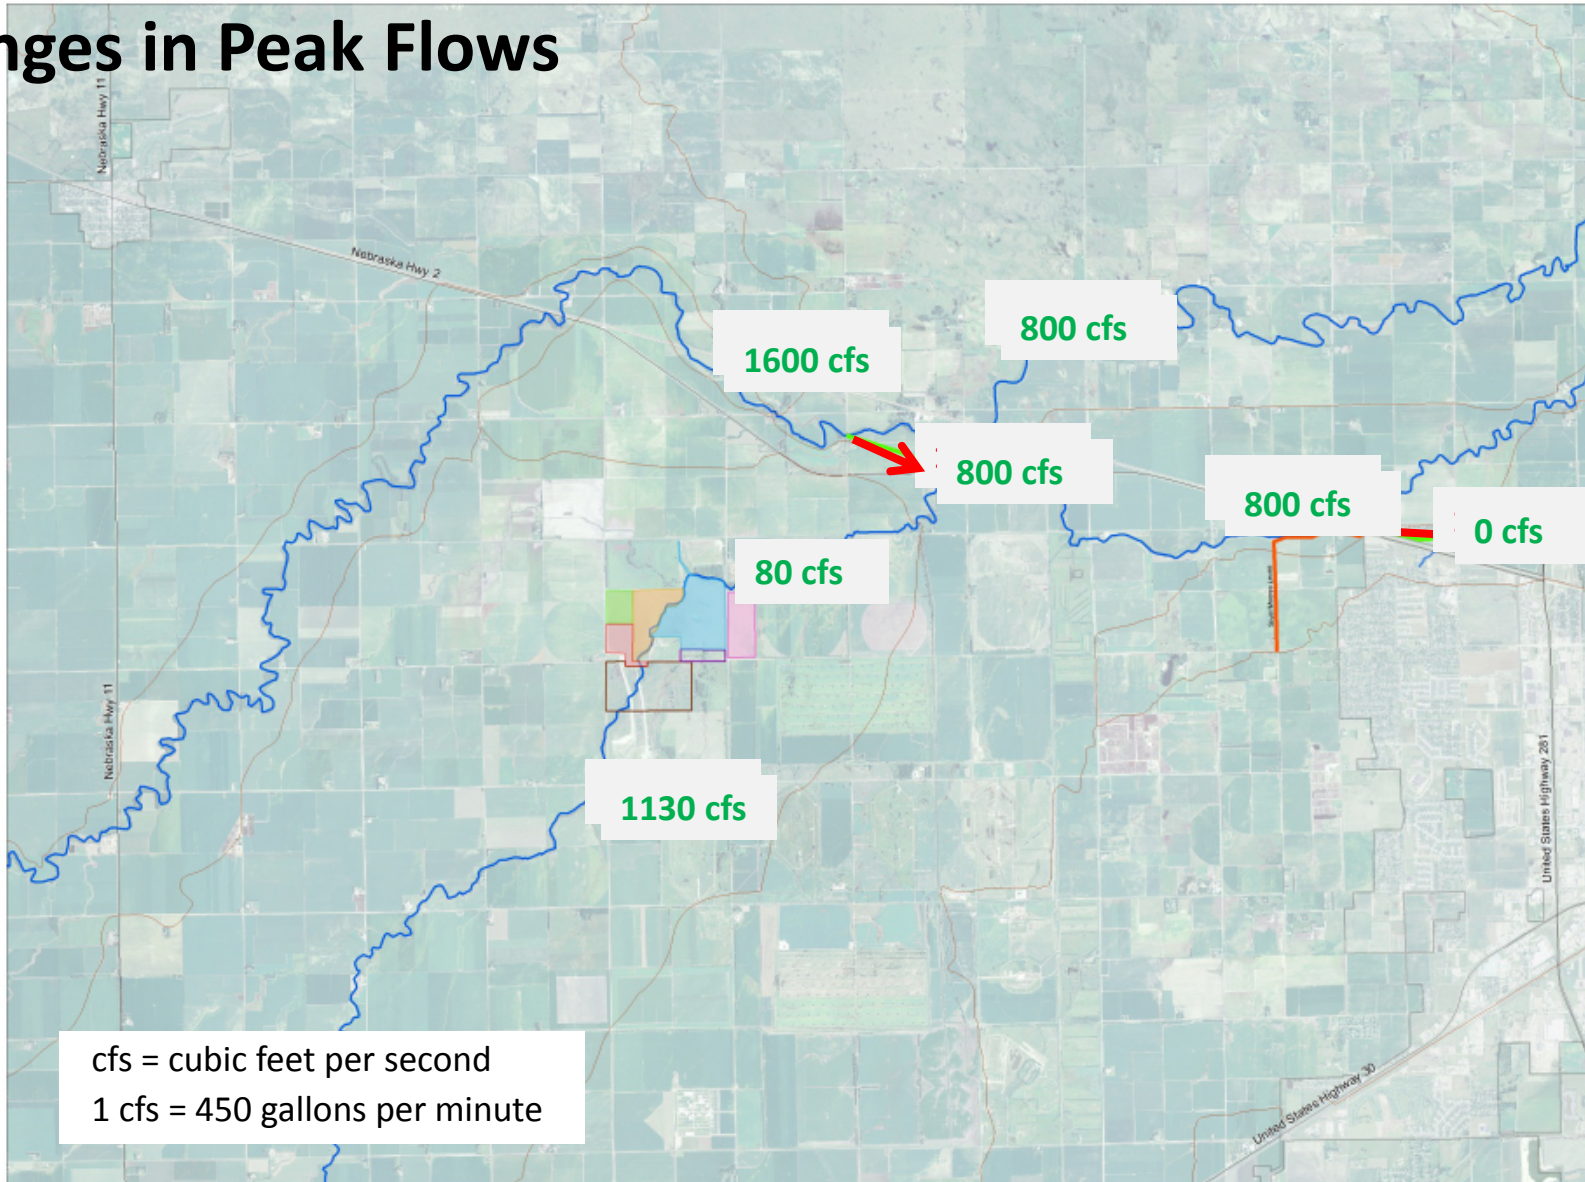 nges in Peak Flows
Nebraska Hwy 11
Nebraska Hwy 2
800 cfs
1600 cfs
800 cfs
800 cfs
0 cfs
80 cfs
Nebraska Hwy 11
United States Highway 281
1130 cfs
cfs = cubic feet per second
1 cfs = 450 gallons per minute
United States Highway 30